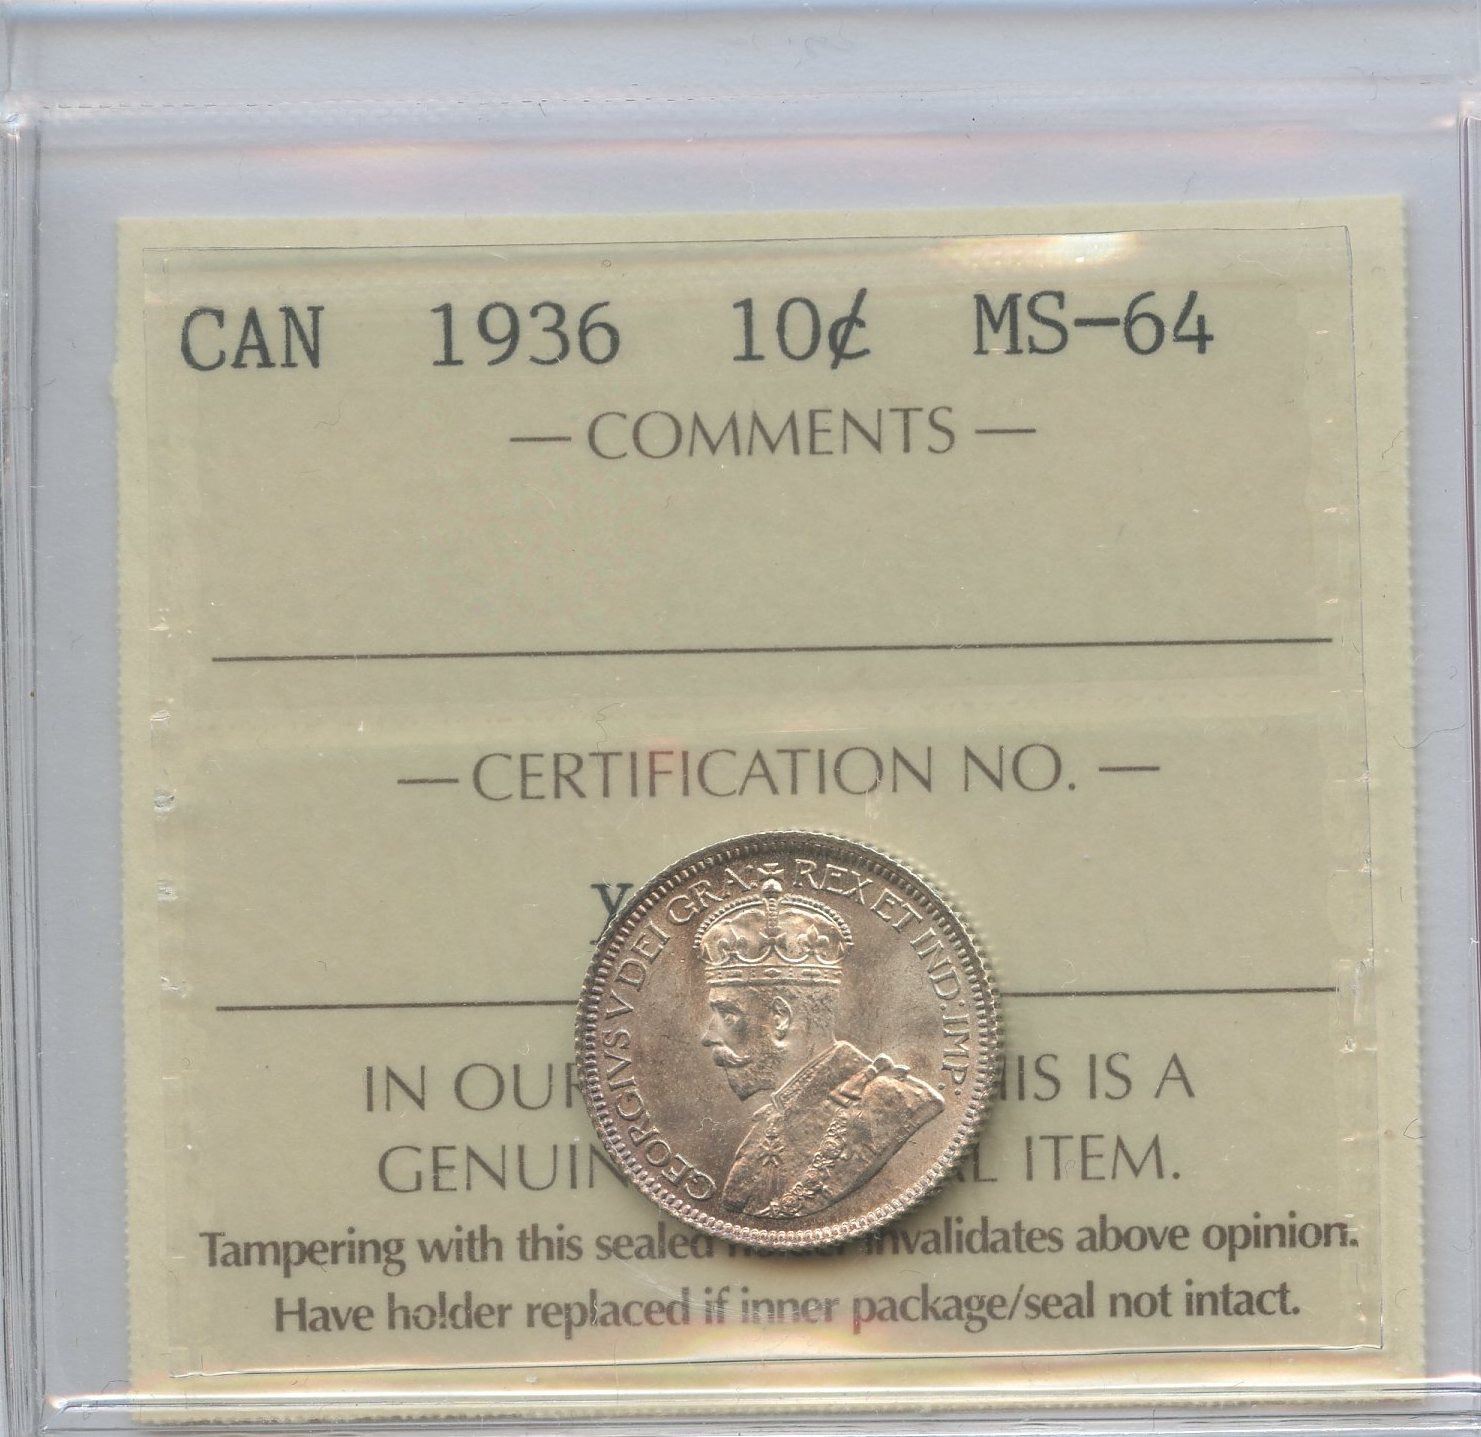 CAN 1936 10¢ MS-64
— COMMENTS —
— CERTIFICATION NO. —
GEORGIVS V DEI GRA: REX ET IND: IMP:
IN OUR IS IS A
GENUIN ITEM.
Tampering with this sealed invalidates above opinion.
Have holder replaced if inner package/seal not intact.